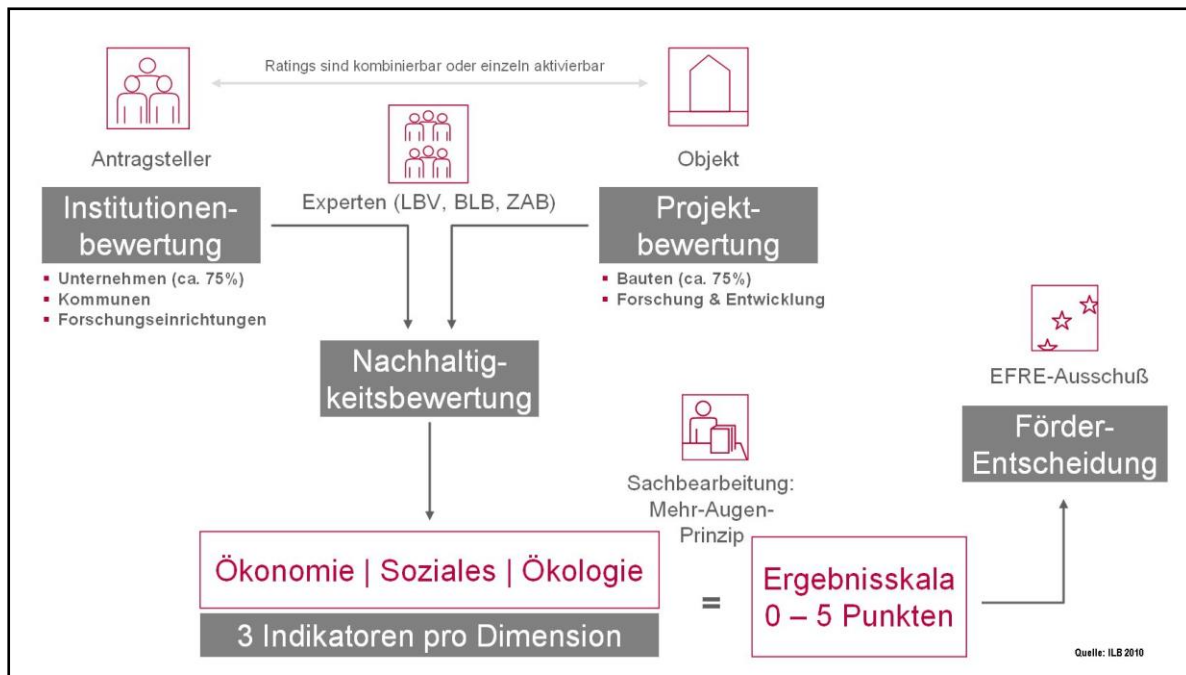 Ratings sind kombinierbar oder einzeln aktivierbar
Antragsteller
Objekt
Institutionen-
bewertung
Experten (LBV, BLB, ZAB)
Projekt-
bewertung
▪ Unternehmen (ca. 75%)
▪ Kommunen
▪ Forschungseinrichtungen
▪ Bauten (ca. 75%)
▪ Forschung & Entwicklung
Nachhaltig-
keitsbewertung
EFRE-Ausschuß
Förder-
Entscheidung
Sachbearbeitung:
Mehr-Augen-
Prinzip
Ökonomie | Soziales | Ökologie
3 Indikatoren pro Dimension
=
Ergebnisskala
0 – 5 Punkten
Quelle: ILB 2010